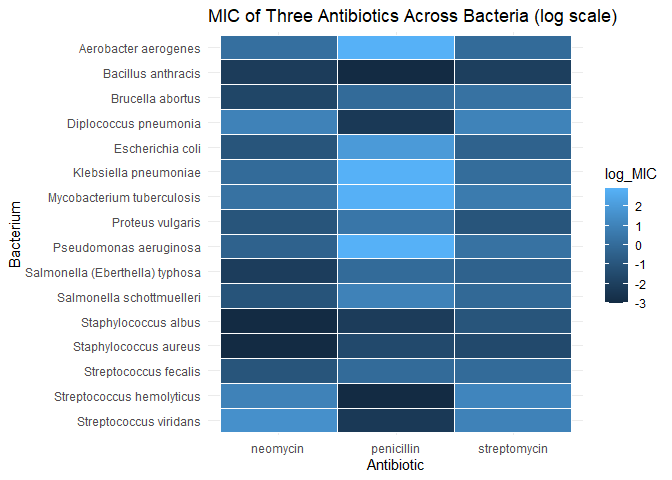 MIC of Three Antibiotics Across Bacteria (log scale)
Aerobacter aerogenes
Bacillus anthracis
Brucella abortus
Diplococcus pneumonia
Escherichia coli
Klebsiella pneumoniae
Mycobacterium tuberculosis
Proteus vulgaris
Pseudomonas aeruginosa
Salmonella (Eberthella) typhosa
Salmonella schottmuelleri
Staphylococcus albus
Staphylococcus aureus
Streptococcus fecalis
Streptococcus hemolyticus
Streptococcus viridans
Bacterium
neomycin
penicillin
streptomycin
Antibiotic
log_MIC
2
1
0
-1
-2
-3